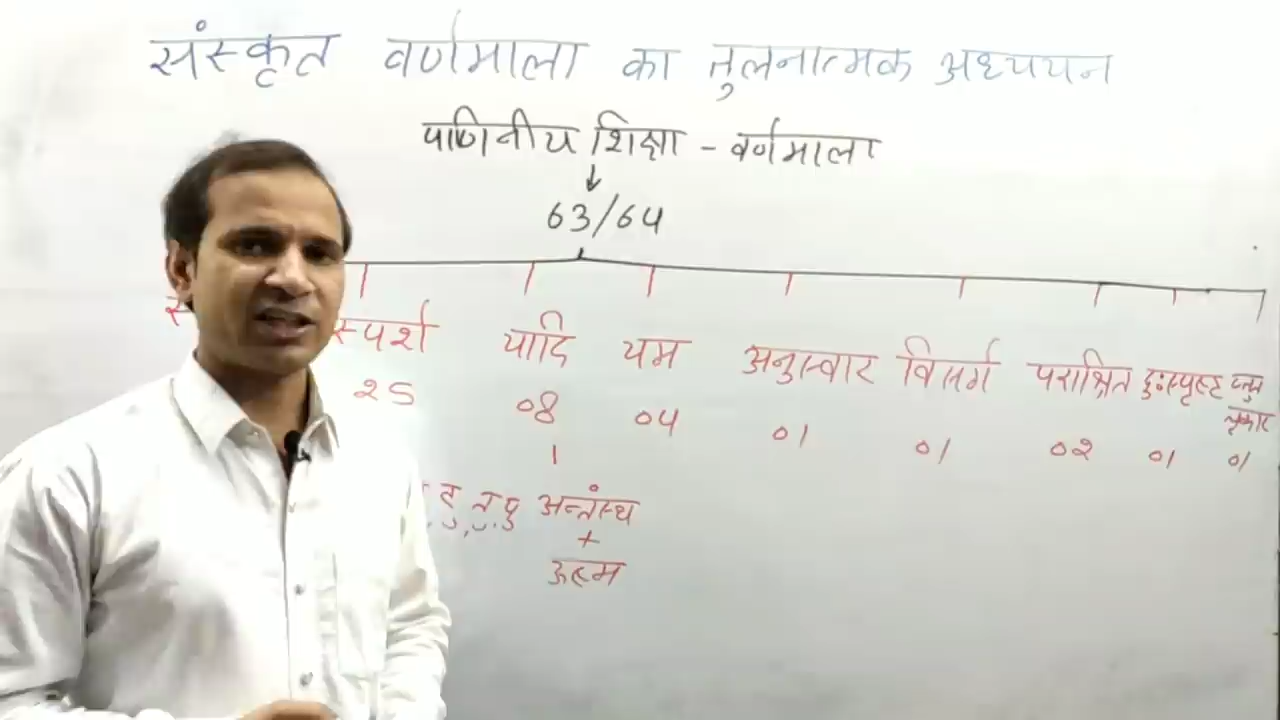 संस्कृत वर्णमाला का तुलनात्मक अध्ययन
पाणिनीय शिक्षा - वर्णमाला
↓
63/64
स्पर्श यादि यम अनुस्वार विसर्ग पराश्रित दुःस्पृष्ट प्लुत
लृकार
25 08 04 01 01 02 01 01
टु, तु, पु अन्तंस्थ
+
ऊष्म